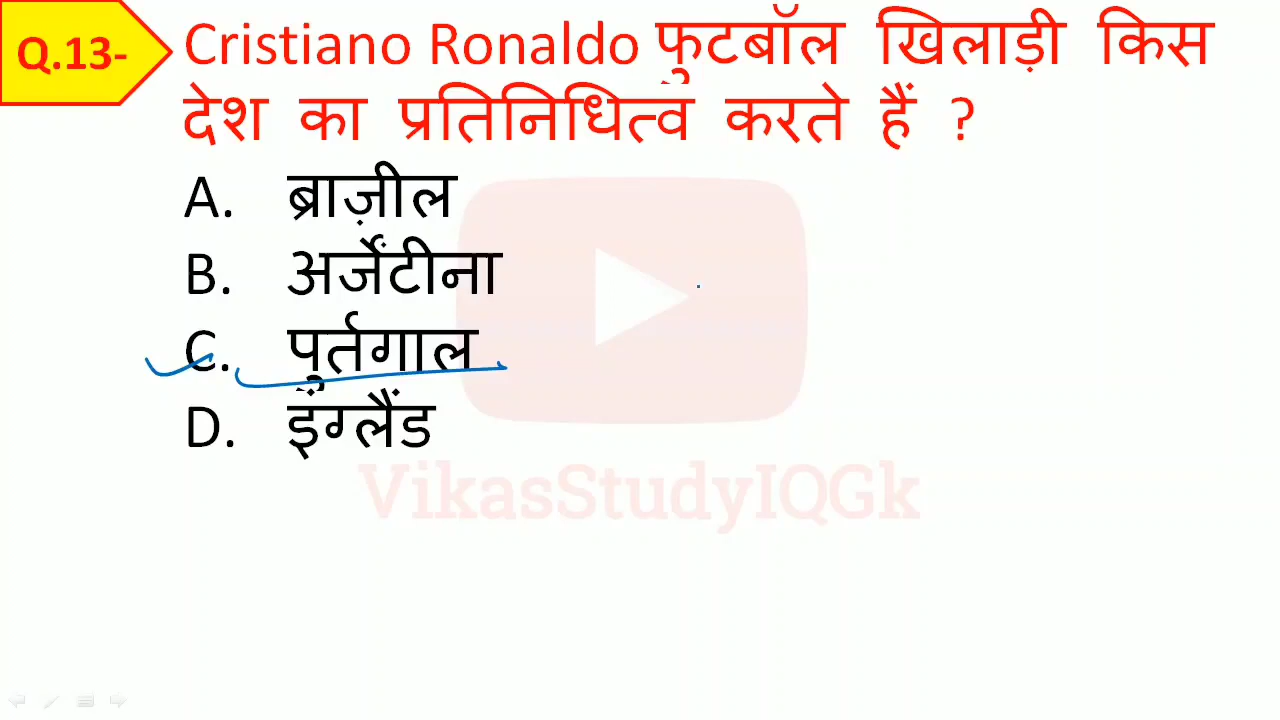 Q.13-
Cristiano Ronaldo फुटबॉल खिलाड़ी किस
देश का प्रतिनिधित्व करते हैं ?
A. ब्राज़ील
B. अर्जेंटीना
C. पुर्तगाल
D. इंग्लैंड
VikasStudyIQGk